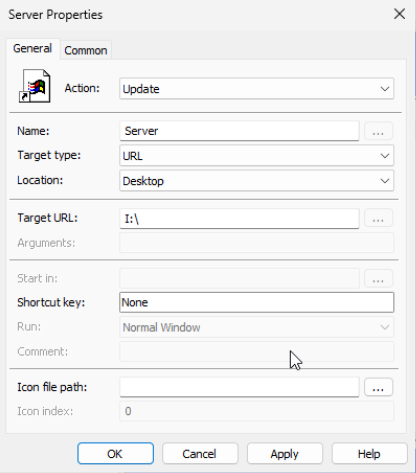 Server Properties
General Common
Action: Update
Name: Server ...
Target type: URL
Location: Desktop
Target URL: I:\ ...
Arguments:
Start in: ...
Shortcut key: None
Run: Normal Window
Comment:
Icon file path: ...
Icon index: 0
OK Cancel Apply Help